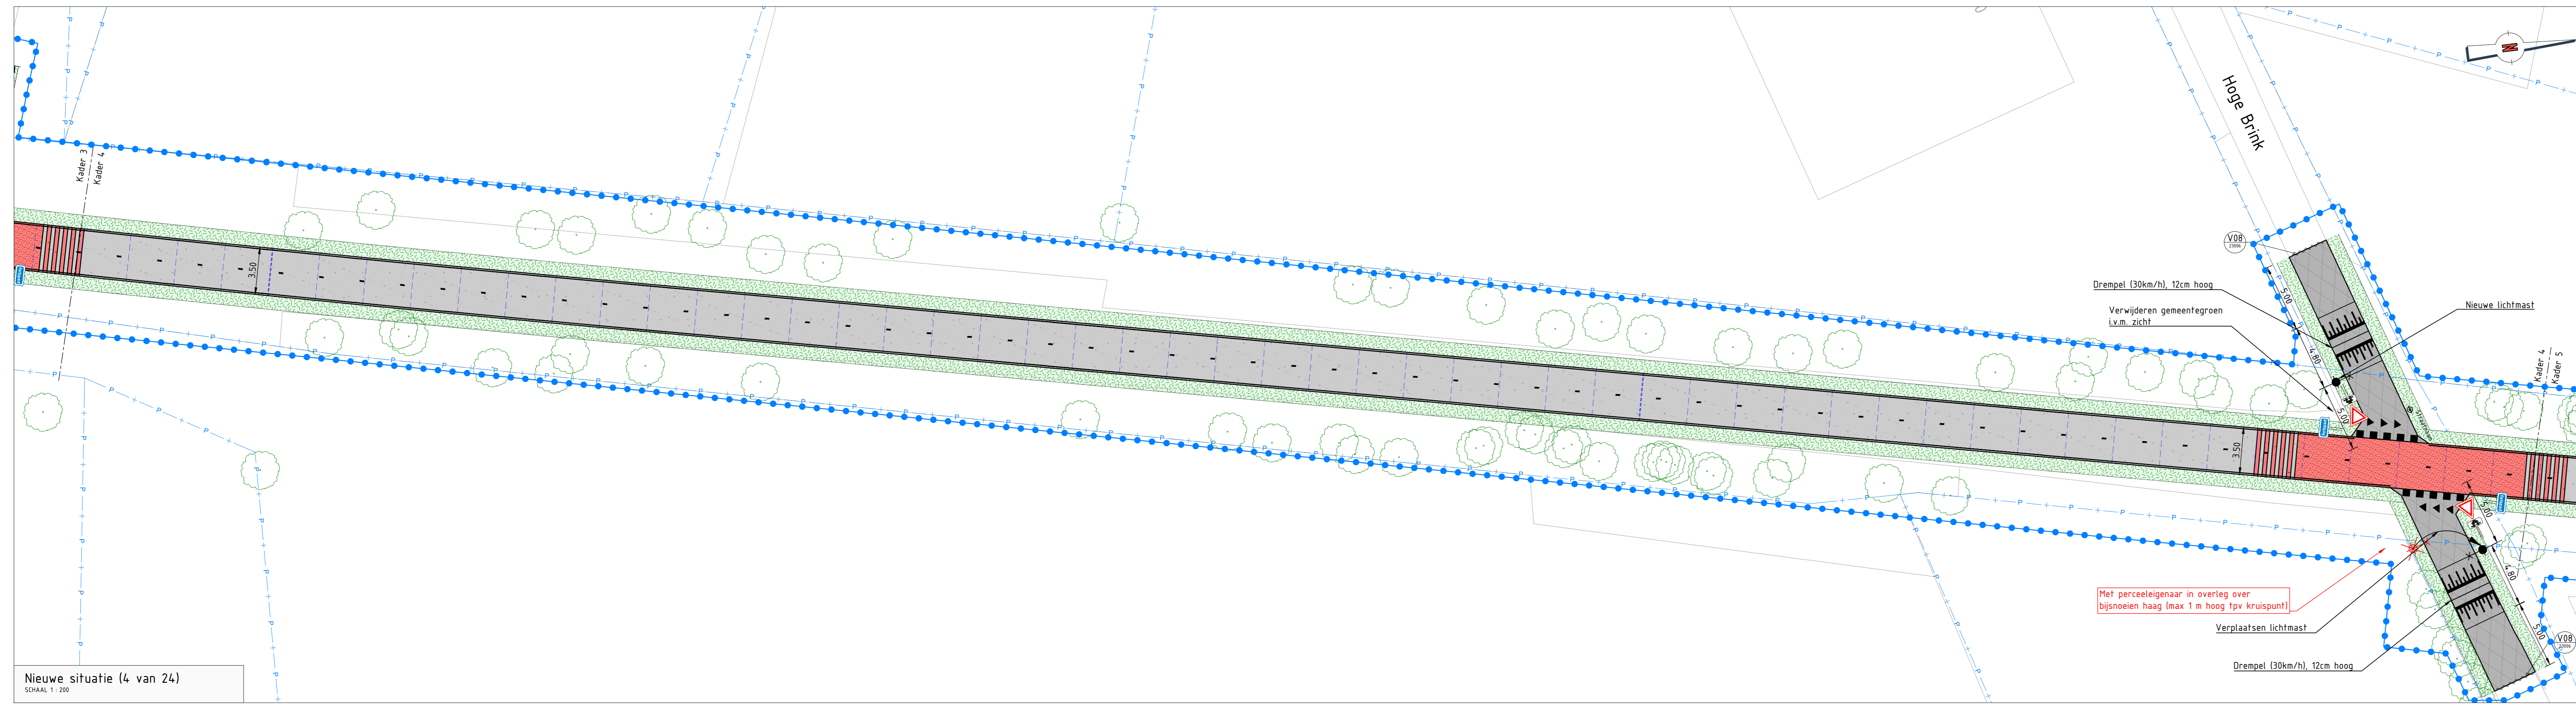 Kader 3
Kader 4
3.50
Hoge Brink
N
V08
23006
Drempel (30km/h), 12cm hoog
Verwijderen gemeentegroen
i.v.m. zicht
Nieuwe lichtmast
5.00
4.80
5.00
3.50
Kader 4
Kader 5
5.00
4.80
5.00
Met perceeleigenaar in overleg over
bijsnoeien haag (max 1 m hoog tpv kruispunt)
Verplaatsen lichtmast
Drempel (30km/h), 12cm hoog
V08
23006
Nieuwe situatie (4 van 24)
SCHAAL 1 : 200